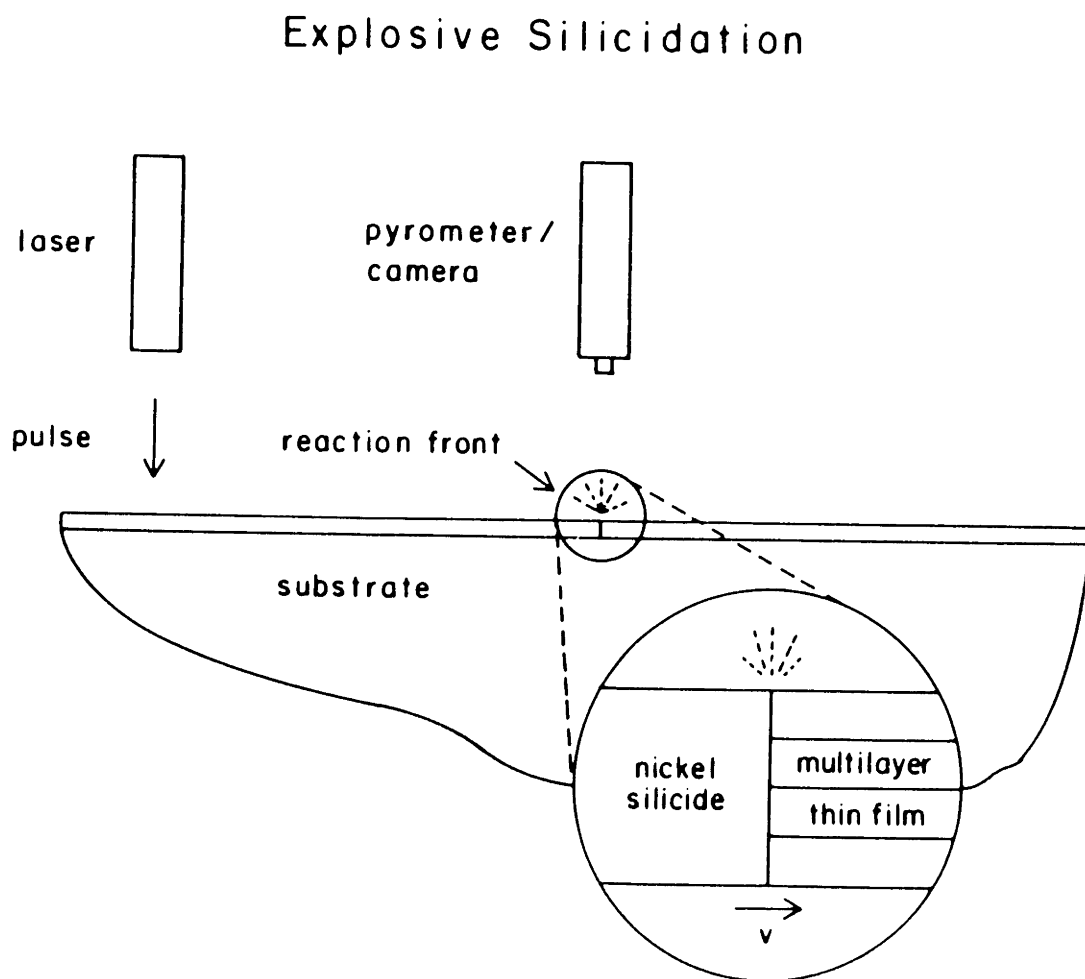 Explosive Silicidation
laser
pyrometer/
camera
pulse
reaction front
substrate
nickel
silicide
multilayer
thin film
v